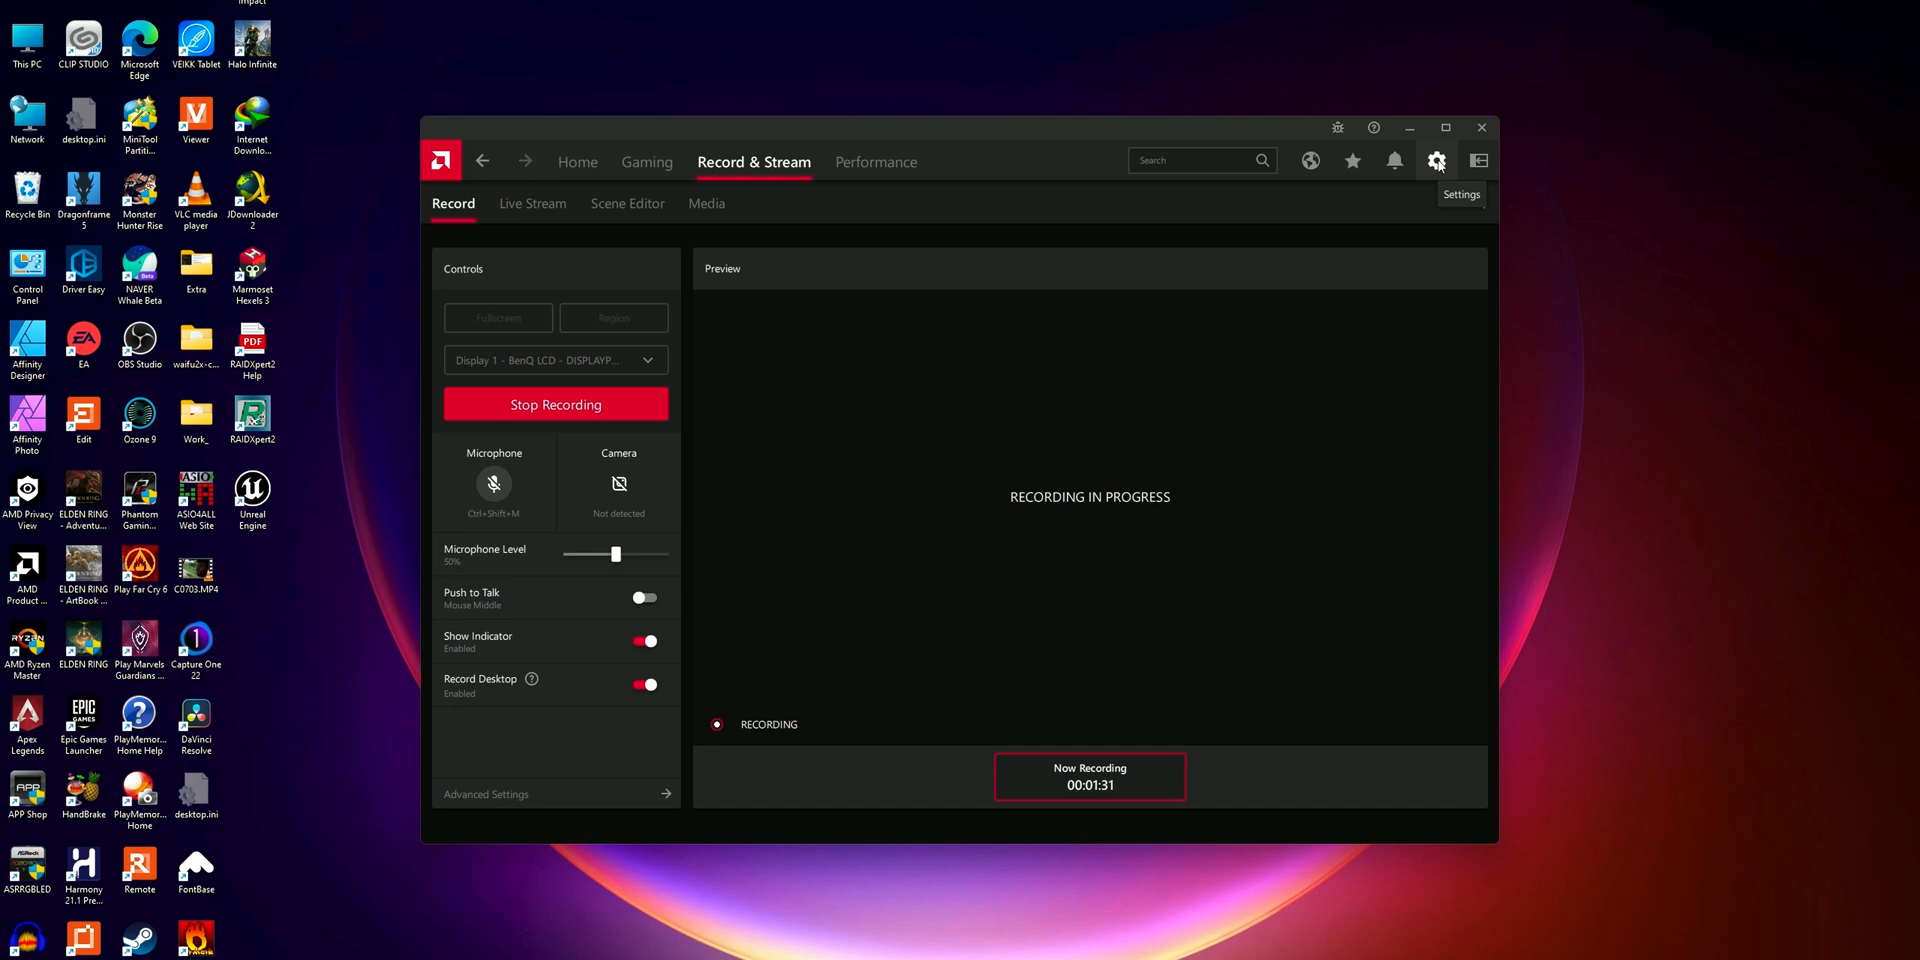 impact
This PC
CLIP STUDIO
Microsoft
Edge
VEIKK Tablet
Halo Infinite
Network
desktop.ini
MiniTool
Partiti...
Viewer
Internet
Downlo...
Recycle Bin
Dragonframe
5
Monster
Hunter Rise
VLC media
player
JDownloader
2
Control
Panel
Driver Easy
NAVER
Whale Beta
Extra
Marmoset
Hexels 3
Affinity
Designer
EA
OBS Studio
waifu2x-c...
RAIDXpert2
Help
Affinity
Photo
Edit
Ozone 9
Work_
RAIDXpert2
AMD Privacy
View
ELDEN RING
- Adventu...
Phantom
Gamin...
ASIO4ALL
Web Site
Unreal
Engine
AMD
Product ...
ELDEN RING
- ArtBook ...
Play Far Cry 6
C0703.MP4
AMD Ryzen
Master
ELDEN RING
Play Marvels
Guardians ...
Capture One
22
Apex
Legends
Epic Games
Launcher
PlayMemor...
Home Help
DaVinci
Resolve
APP Shop
HandBrake
PlayMemor...
Home
desktop.ini
ASRRGBLED
Harmony
21.1 Pre...
Remote
FontBase
Home
Gaming
Record & Stream
Performance
Search
Settings
Record
Live Stream
Scene Editor
Media
Controls
Fullscreen
Region
Display 1 - BenQ LCD - DISPLAYP...
Stop Recording
Microphone
Camera
Ctrl+Shift+M
Not detected
Microphone Level
50%
Push to Talk
Mouse Middle
Show Indicator
Enabled
Record Desktop
Enabled
Advanced Settings
Preview
RECORDING IN PROGRESS
RECORDING
Now Recording
00:01:31